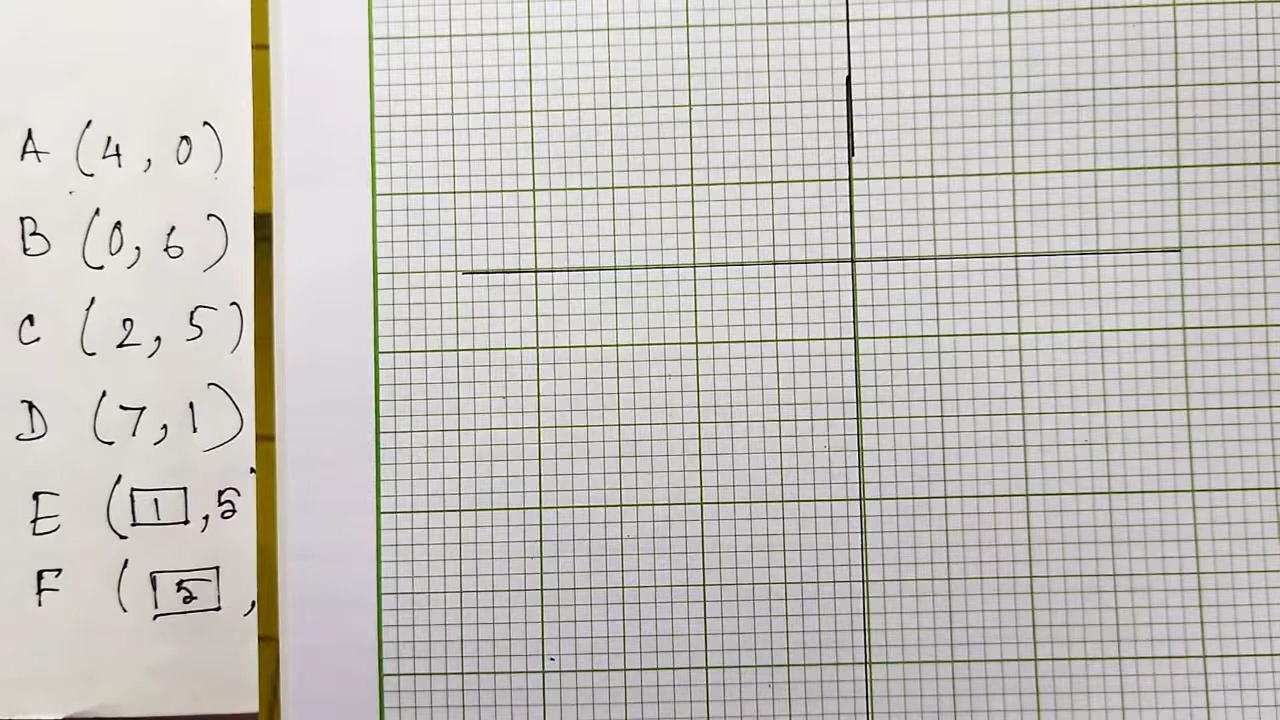 A (4, 0)
B (0, 6)
C (2, 5)
D (7, 1)
E (1, 5
F ( 5 ,